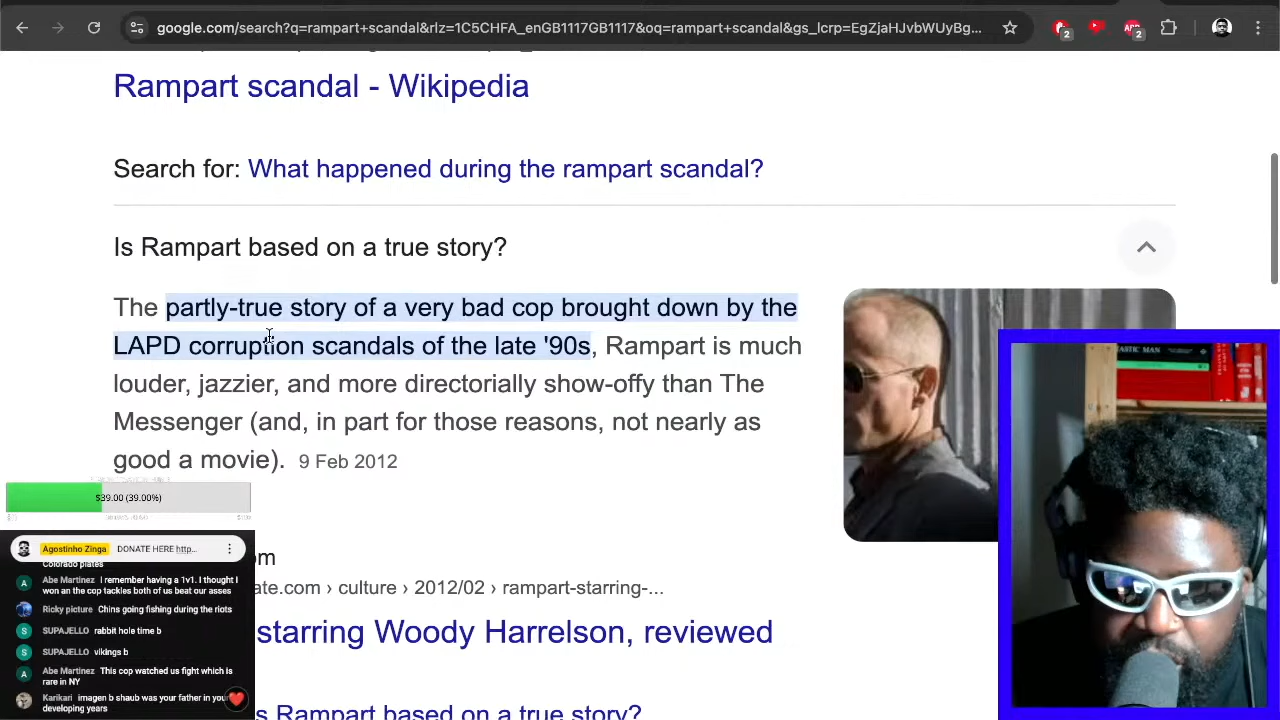 google.com/search?q=rampart+scandal&rlz=1C5CHFA_enGB1117GB1117&oq=rampart+scandal&gs_lcrp=EgZjaHJvbWUyBg...
2
2
Rampart scandal - Wikipedia
Search for: What happened during the rampart scandal?
Is Rampart based on a true story?
The partly-true story of a very bad cop brought down by the
LAPD corruption scandals of the late '90s, Rampart is much
louder, jazzier, and more directorially show-offy than The
Messenger (and, in part for those reasons, not nearly as
good a movie). 9 Feb 2012
$39.00 (39.00%)
Agostinho Zinga DONATE HERE http...
Colorado plates
Abe Martinez I remember having a 1v1. I thought I
won an the cop tackles both of us beat our asses
Ricky picture Chins going fishing during the riots
SUPAJELLO rabbit hole time b
SUPAJELLO vikings b
Abe Martinez This cop watched us fight which is
rare in NY
Karikari imagen b shaub was your father in your
developing years
om
ate.com › culture › 2012/02 › rampart-starring-...
starring Woody Harrelson, reviewed
s Rampart based on a true story?
TASTIC MAN